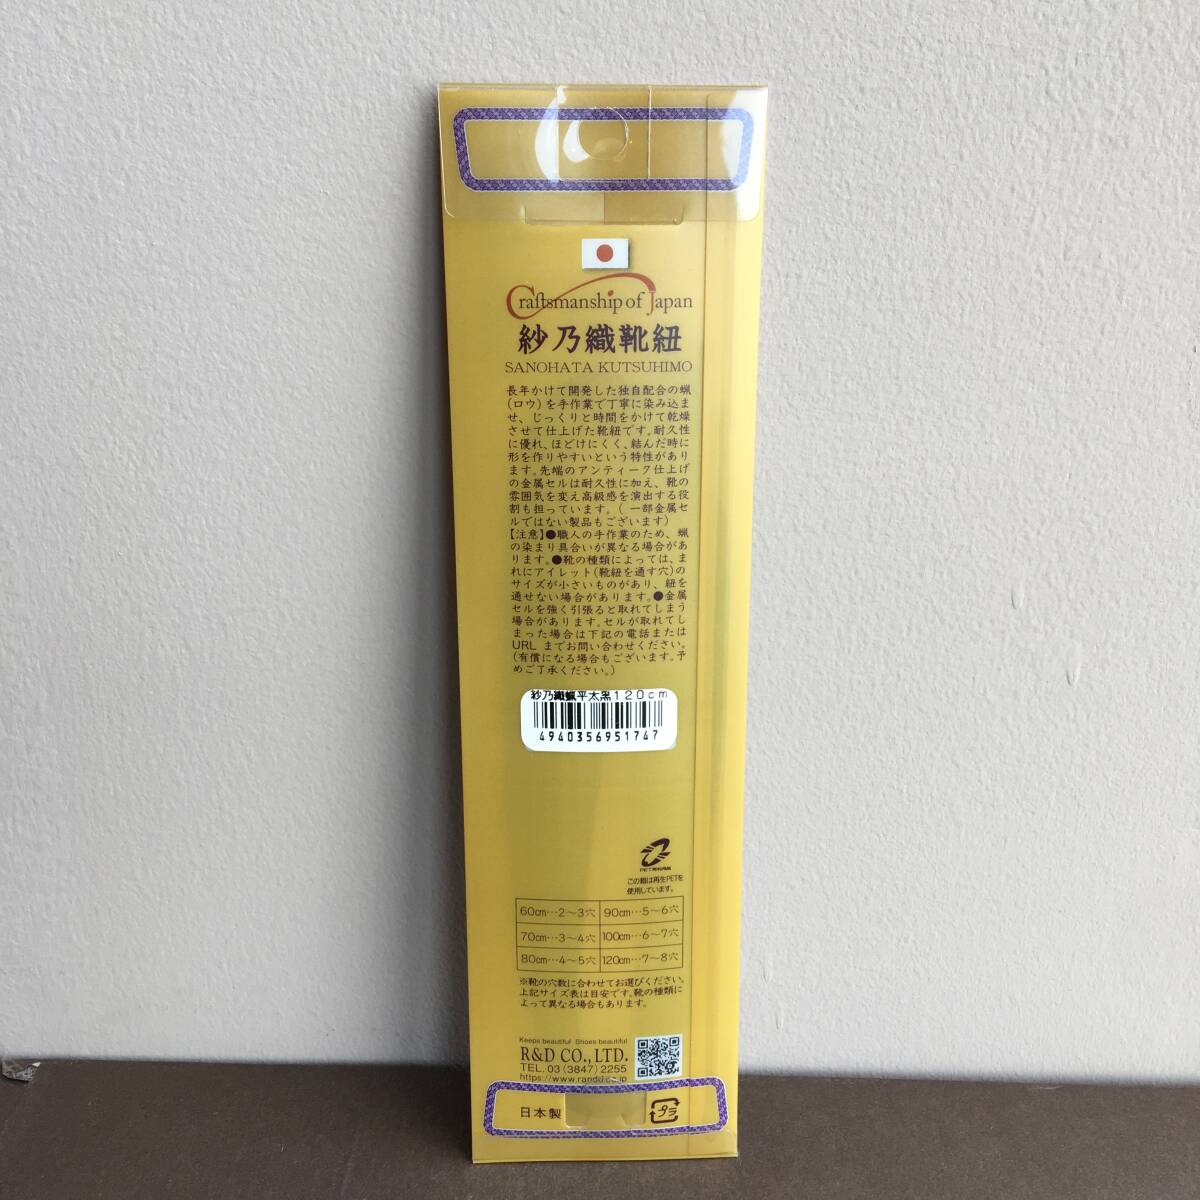 Craftsmanship of Japan
紗乃織靴紐
SANOHATA KUTSUHIMO
長年かけて開発した独自配合の蝋
(ロウ)を手作業で丁寧に染み込ま
せ、じっくりと時間をかけて乾燥
させて仕上げた靴紐です。耐久性
に優れ、ほどけにくく、結んだ時に
形を作りやすいという特性があり
ます。先端のアンティーク仕上げ
の金属セルは耐久性に加え、靴の
雰囲気を変え高級感を演出する役
割も担っています。(一部金属セ
ルではない製品もございます)
【注意】●職人の手作業のため、蝋
の染まり具合いが異なる場合があ
ります。●靴の種類によっては、ま
れにアイレット(靴紐を通す穴)の
サイズが小さいものがあり、紐を
通せない場合があります。●金属
セルを強く引張ると取れてしまう
場合があります。セルが取れてし
まった場合は下記の電話または
URL までお問い合わせください。
(有償になる場合もございます。予
めご了承ください。)
紗乃織蝋平太黒120cm
4940356951747
この箱は再生PETを
使用しています。
60cm…2～3穴 90cm…5～6穴
70cm…3～4穴 100cm…6～7穴
80cm…4～5穴 120cm…7～8穴
※靴の穴数に合わせてお選びください。
上記サイズ表は目安です。靴の種類に
よって異なる場合もあります。
Keeps beautiful Shoes beautiful
R&D CO.,LTD.
TEL. 03(3847)2255
https://www.randd.co.jp
日本製
プラ